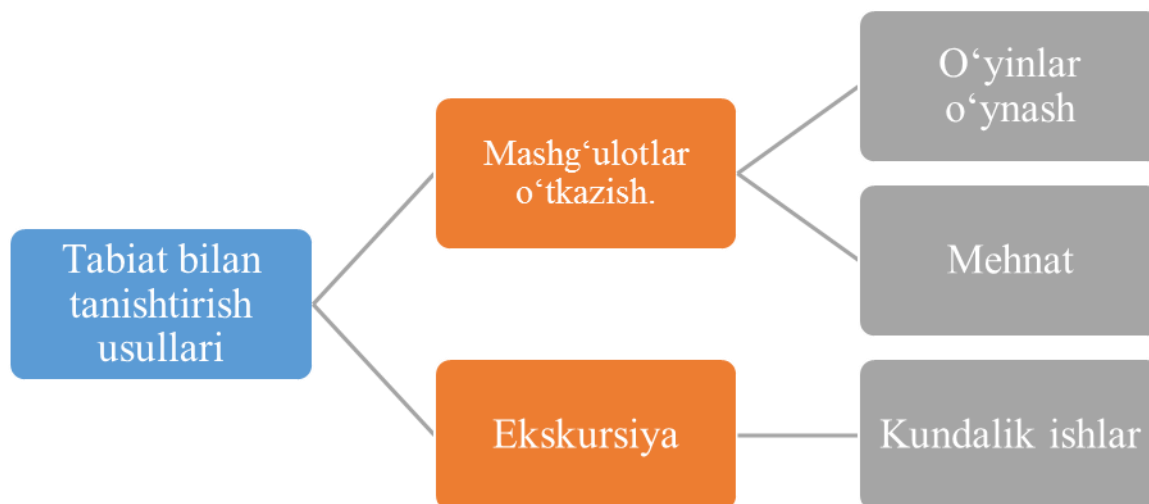 Tabiat bilan
tanishtirish
usullari
Mashg‘ulotlar
o‘tkazish.
O‘yinlar
o‘ynash
Mehnat
Ekskursiya
Kundalik ishlar